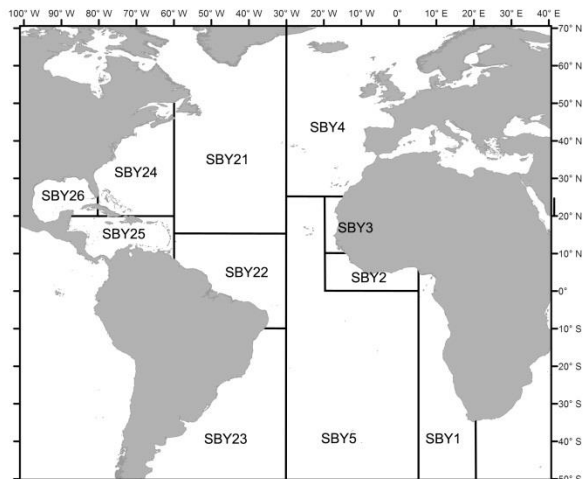 100° W 90° W 80° W 70° W 60° W 50° W 40° W 30° W 20° W 10° W 0° 10° E 20° E 30° E 40° E
70° N
60° N
50° N
SBY4
40° N
SBY24 SBY21
30° N
SBY26
20° N
SBY25 SBY3
10° N
SBY22 SBY2
0°
10° S
20° S
30° S
SBY23 SBY5 SBY1
40° S
50° S